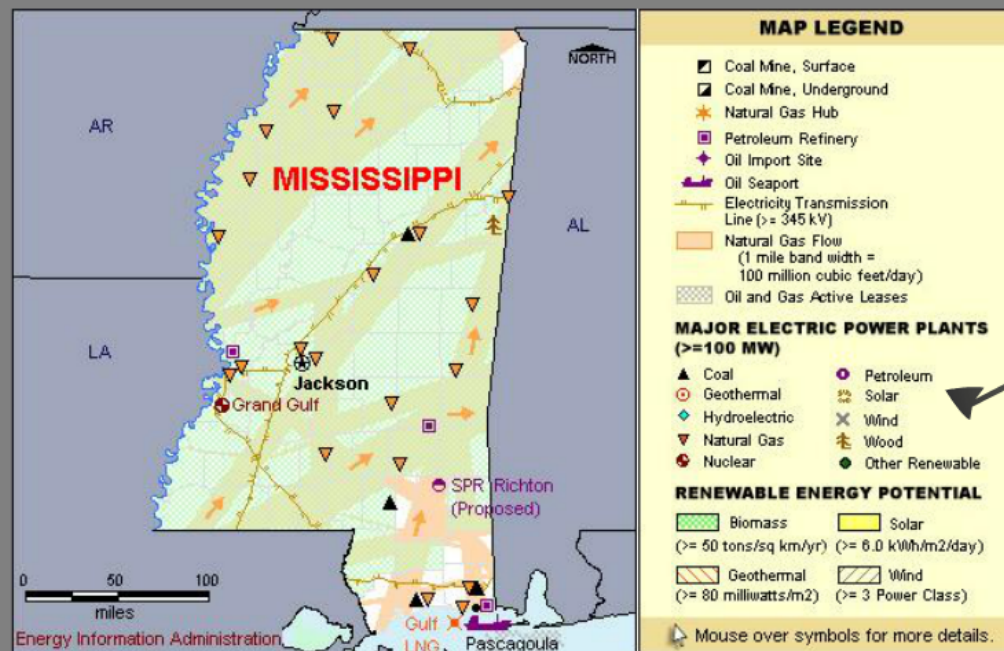 NORTH
AR
MISSISSIPPI
AL
LA
Jackson
Grand Gulf
SPR Richton
(Proposed)
0 50 100
miles
Energy Information Administration
Gulf
LNG
Pascagoula
MAP LEGEND
Coal Mine, Surface
Coal Mine, Underground
Natural Gas Hub
Petroleum Refinery
Oil Import Site
Oil Seaport
Electricity Transmission
Line (>= 345 kV)
Natural Gas Flow
(1 mile band width =
100 million cubic feet/day)
Oil and Gas Active Leases
MAJOR ELECTRIC POWER PLANTS
(>=100 MW)
Coal
Petroleum
Geothermal
Solar
Hydroelectric
Wind
Natural Gas
Wood
Nuclear
Other Renewable
RENEWABLE ENERGY POTENTIAL
Biomass
(>= 50 tons/sq km/yr)
Solar
(>= 6.0 kWh/m2/day)
Geothermal
(>= 80 milliwatts/m2)
Wind
(>= 3 Power Class)
Mouse over symbols for more details.